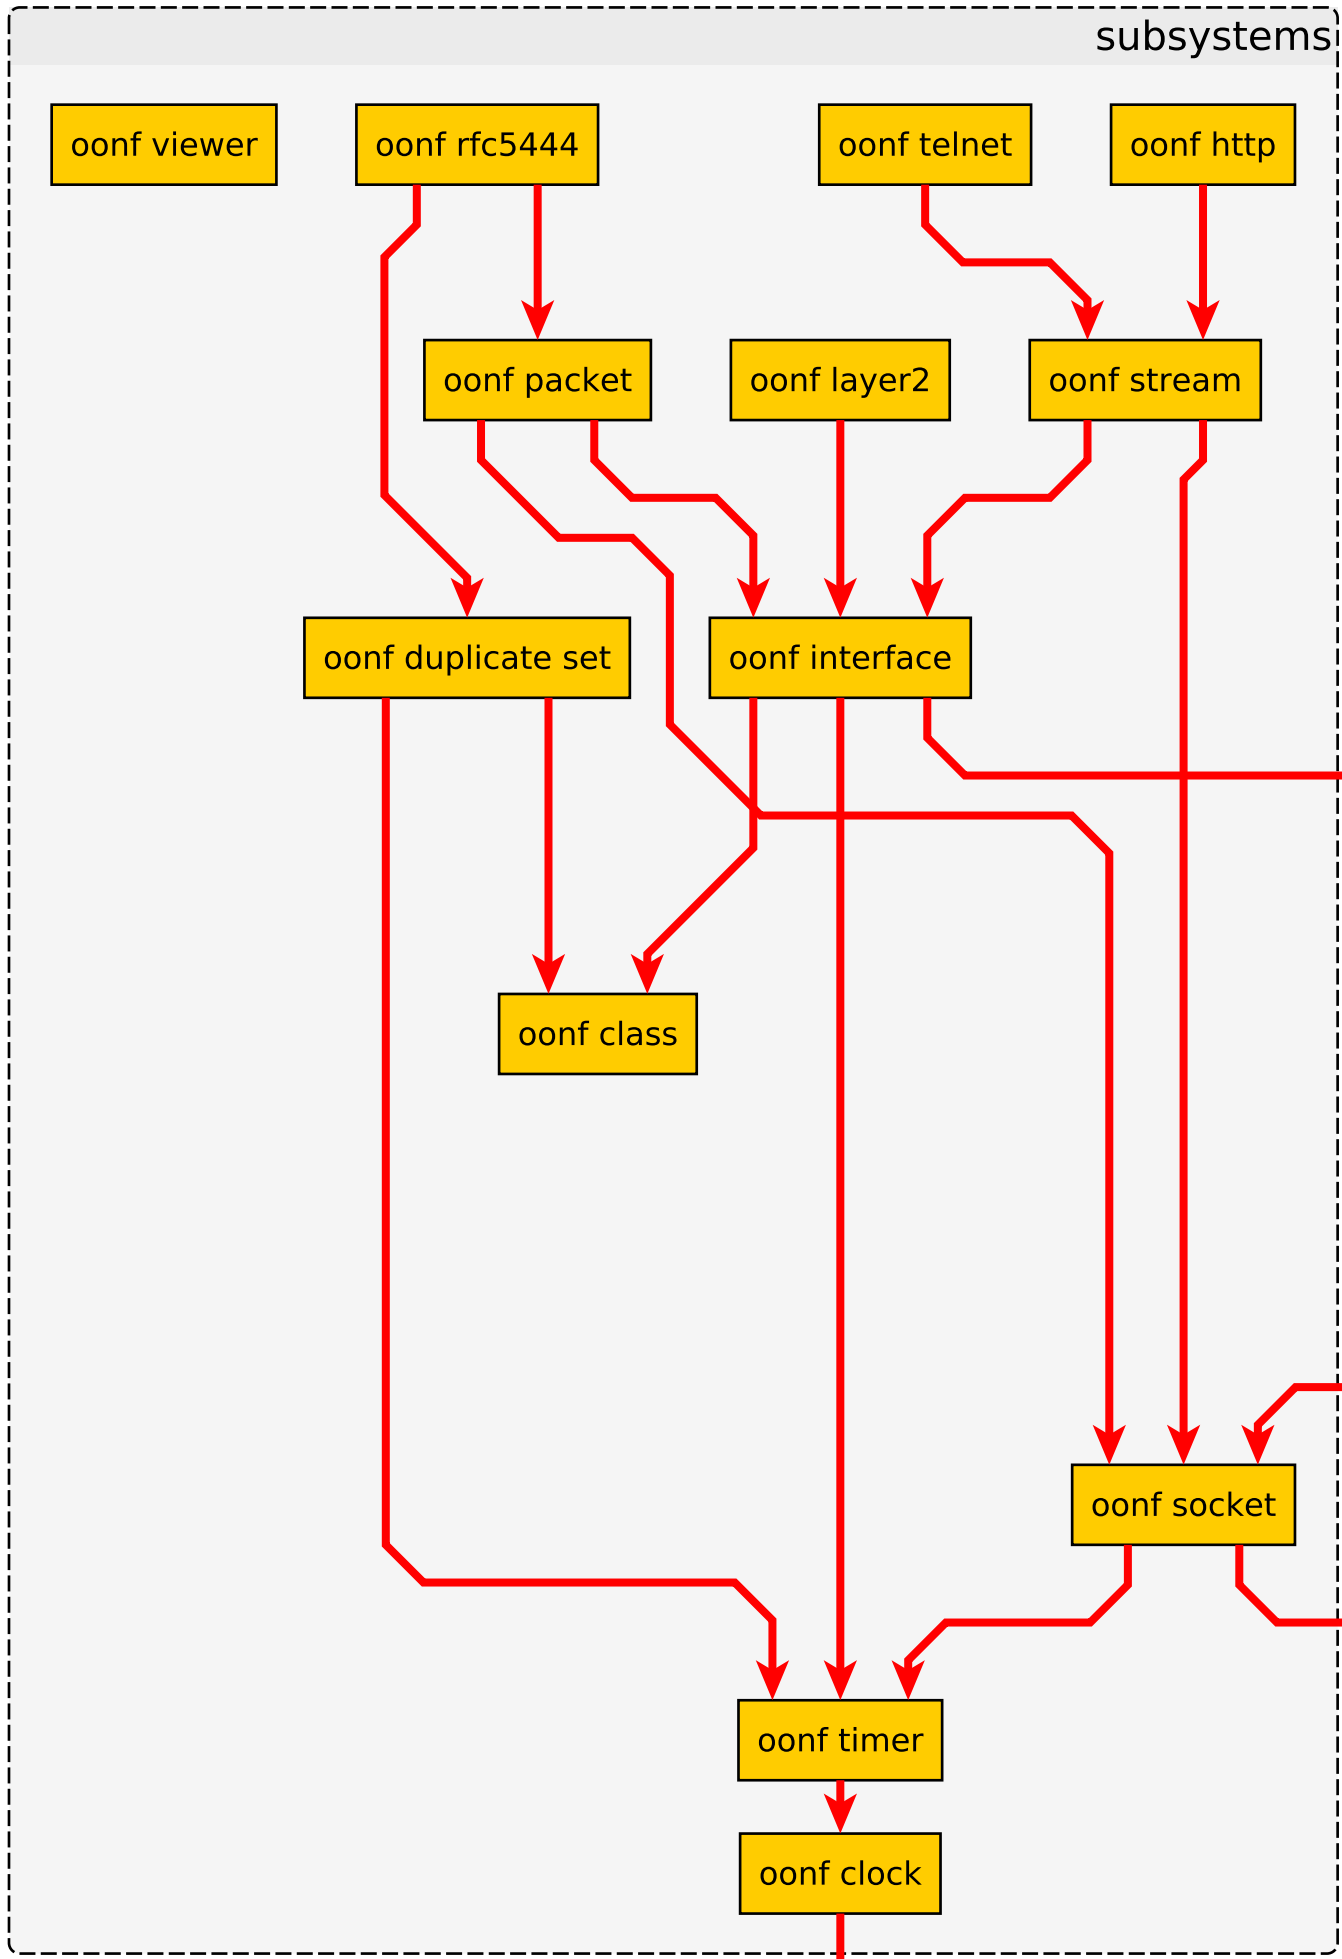 subsystems
oonf viewer
oonf rfc5444
oonf telnet
oonf http
oonf packet
oonf layer2
oonf stream
oonf duplicate set
oonf interface
oonf class
oonf socket
oonf timer
oonf clock